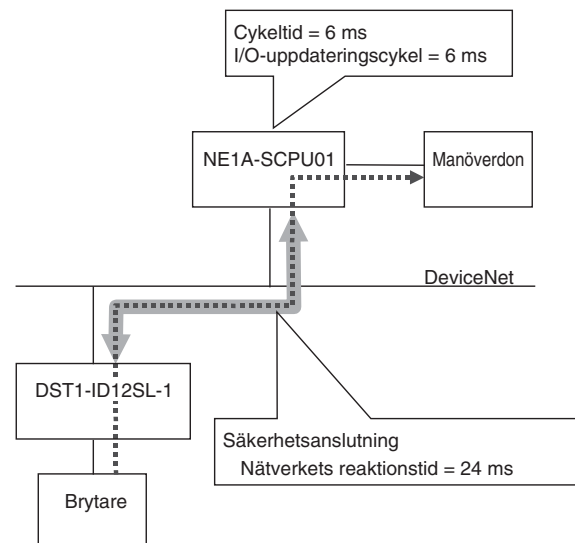 Cykeltid = 6 ms
I/O-uppdateringscykel = 6 ms
NE1A-SCPU01
Manöverdon
DeviceNet
DST1-ID12SL-1
Säkerhetsanslutning
Nätverkets reaktionstid = 24 ms
Brytare